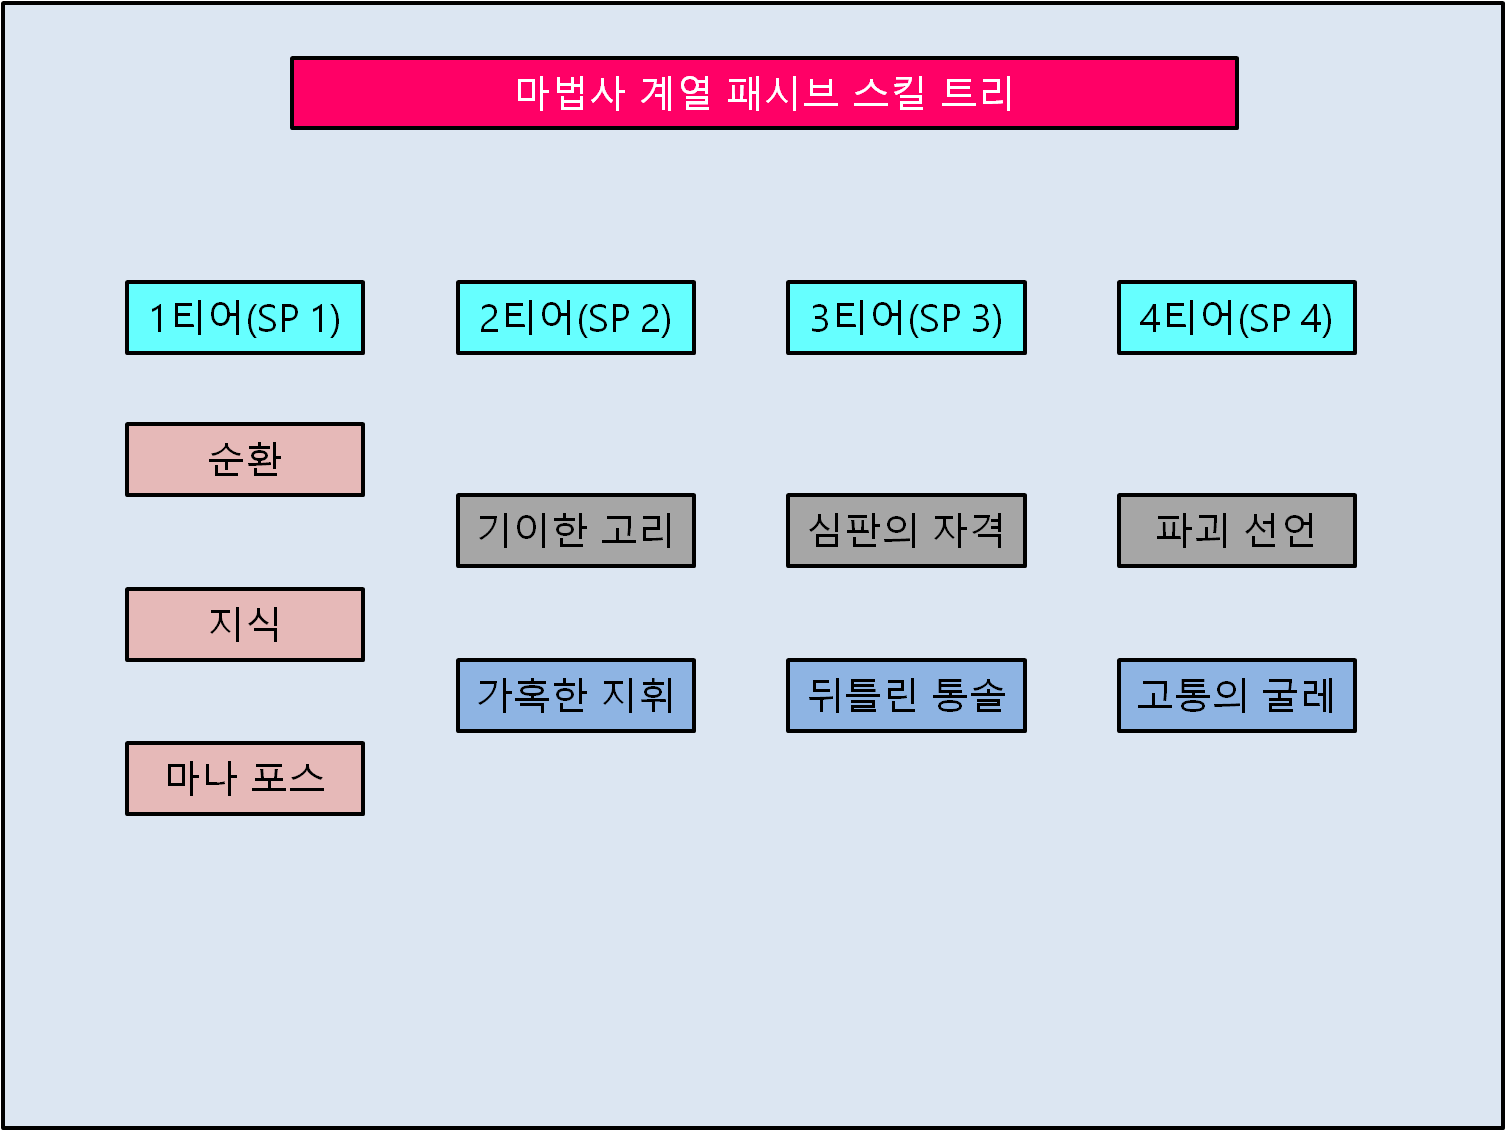 마법사 계열 패시브 스킬 트리
1티어(SP 1)
2티어(SP 2)
3티어(SP 3)
4티어(SP 4)
순환
기이한 고리
심판의 자격
파괴 선언
지식
가혹한 지휘
뒤틀린 통솔
고통의 굴레
마나 포스